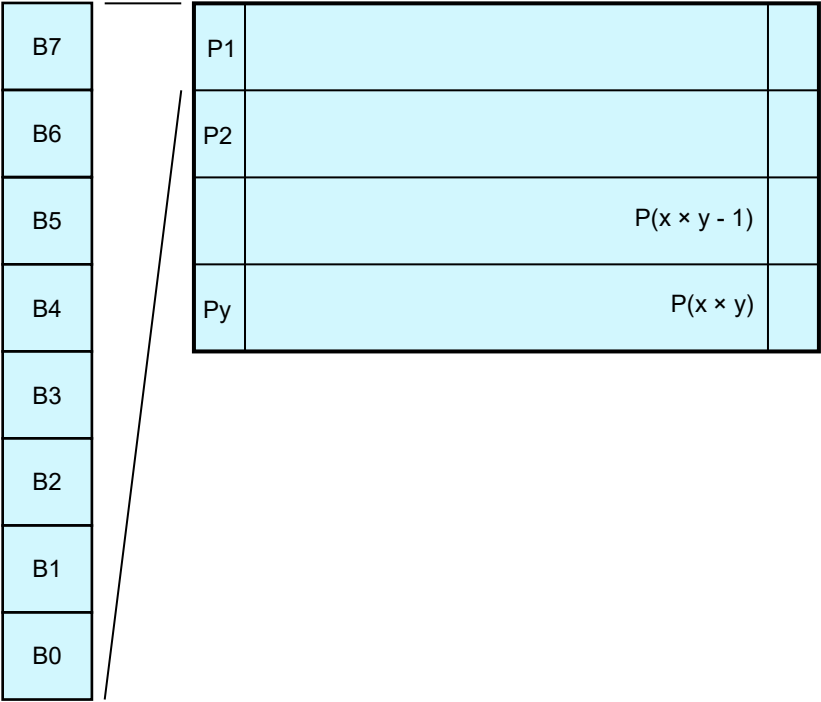 B7
B6
B5
B4
B3
B2
B1
B0
P1
P2
P(x × y - 1)
Py
P(x × y)